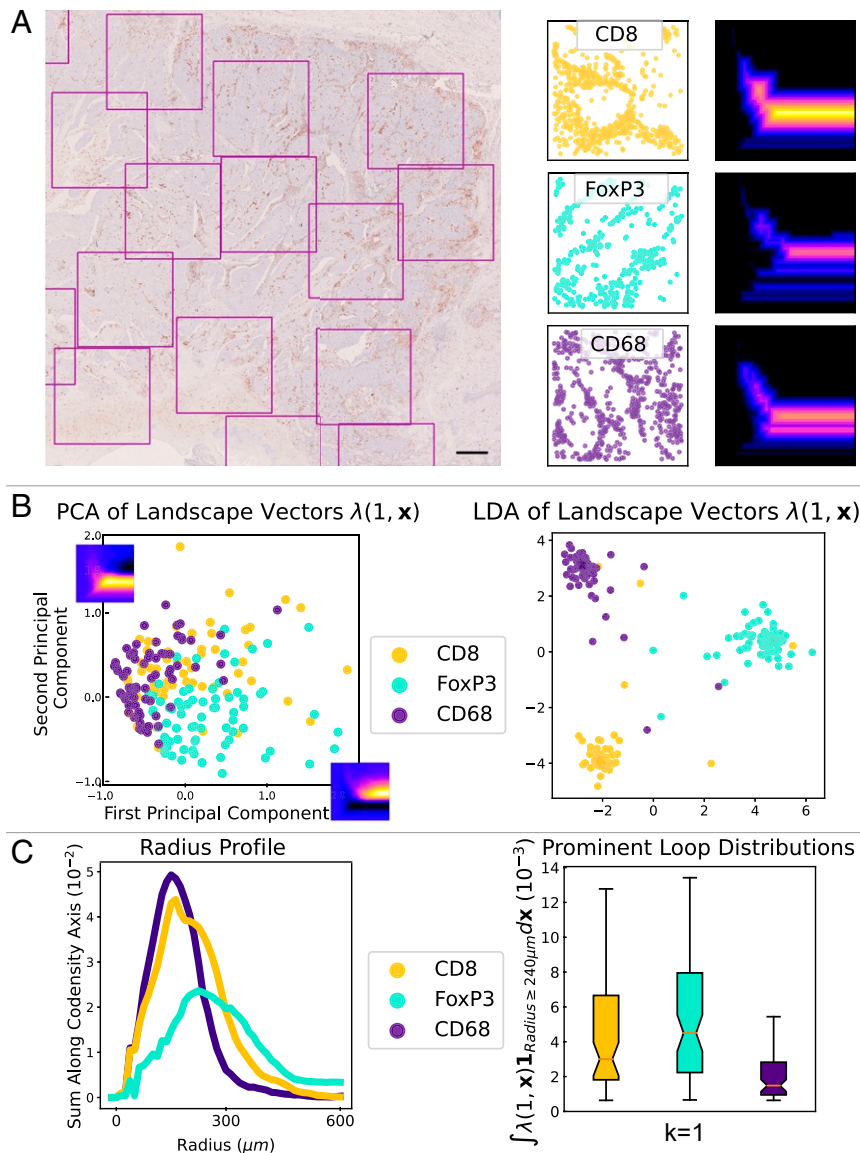 A
CD8
FoxP3
CD68
B
PCA of Landscape Vectors λ(1, x)
LDA of Landscape Vectors λ(1, x)
2.0
1.0
0.0
−1.0
−1.0
0.0
1.0
Second Principal
Component
First Principal Component
CD8
FoxP3
CD68
4
2
0
−2
−4
−2
0
2
4
6
C
Radius Profile
Prominent Loop Distributions
Sum Along Codensity Axis (10⁻²)
5
4
3
2
1
0
0
300
600
Radius (μm)
CD8
FoxP3
CD68
∫λ(1, x)1_{Radius ≥ 240μm}dx (10⁻³)
14
12
10
8
6
4
2
0
k=1